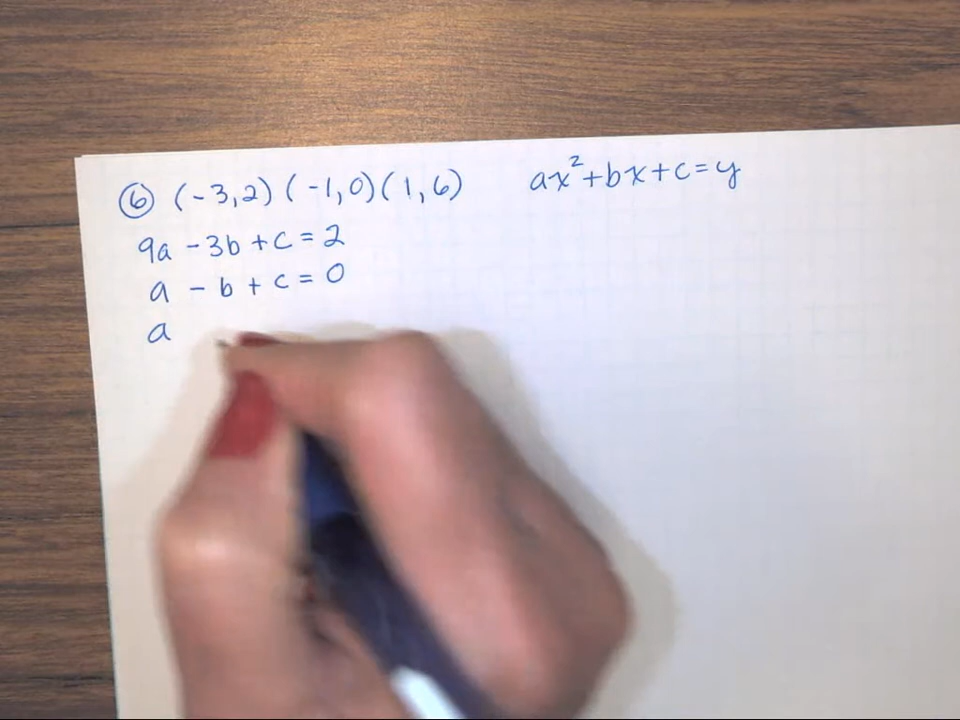 ⑥ (-3,2) (-1,0) (1,6) ax²+bx+c=y
9a -3b +c = 2
a - b + c = 0
a